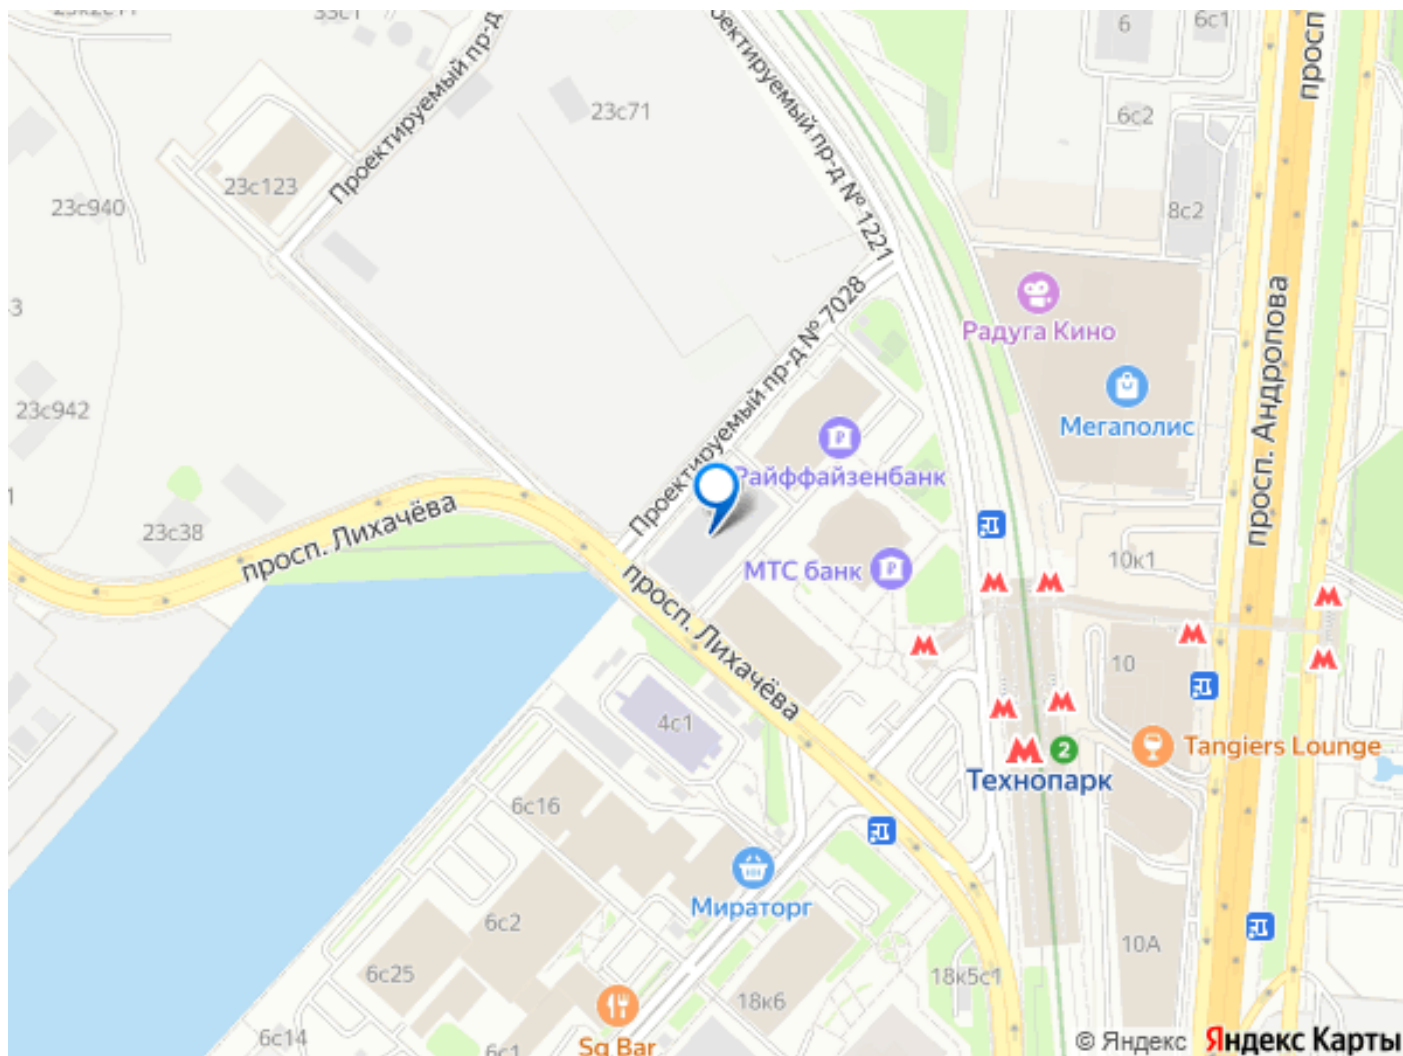 33с1
6
6с1
просп
Проектируемый пр-д
23с71
6с2
23с123
23с940
8с2
Проектируемый пр-д № 1221
Проектируемый пр-д № 7028
Радуга Кино
просп. Андропова
3
23с942
Мегаполис
Райффайзенбанк
1
просп. Лихачёва
23с38
МТС банк
10к1
просп. Лихачёва
10
4с1
2
Tangiers Lounge
Технопарк
6с16
Мираторг
6с2
6с25
10А
18к5с1
18к6
6с14
6с1
Sg Bar
© Яндекс Яндекс Карты